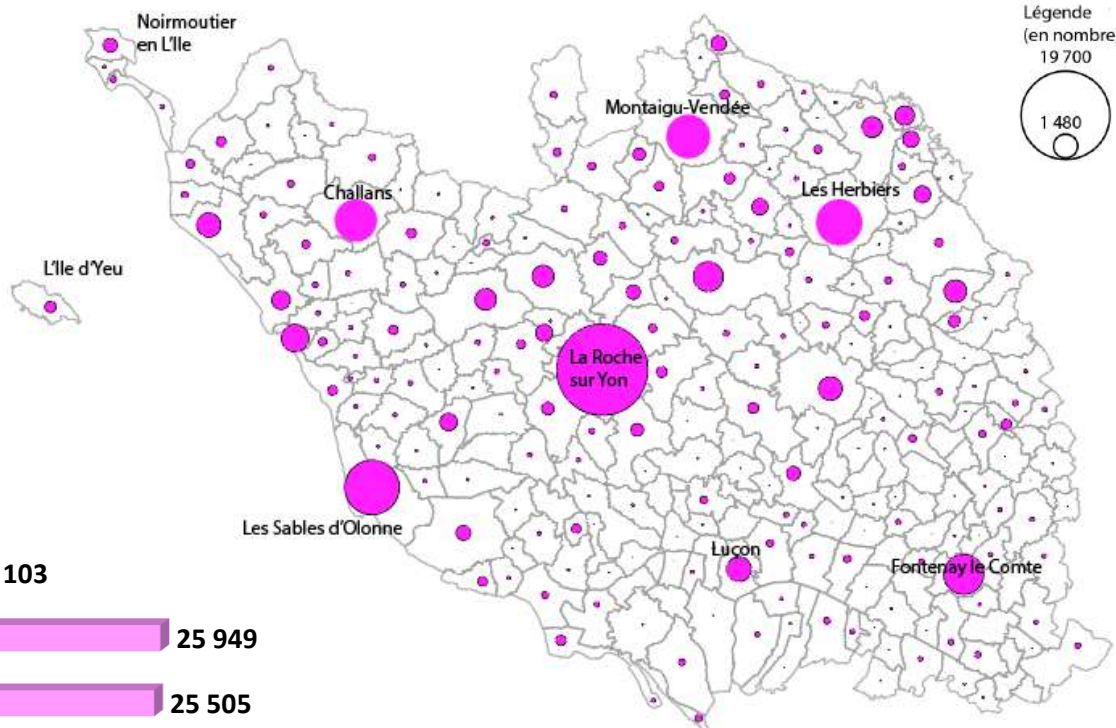 Noirmoutier
en L'Ile
Légende
(en nombre
19 700
1 480
Montaigu-Vendée
Challans
Les Herbiers
L'Ile d'Yeu
La Roche
sur Yon
Les Sables d'Olonne
Luçon
Fontenay le Comte
103
25 949
25 505